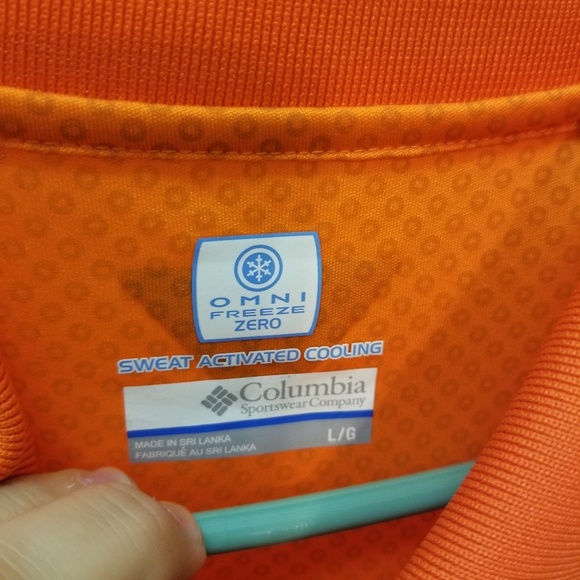 OMNI
FREEZE
ZERO
SWEAT ACTIVATED COOLING
Columbia
Sportswear Company
MADE IN SRI LANKA
FABRIQUÉ AU SRI LANKA
L/G